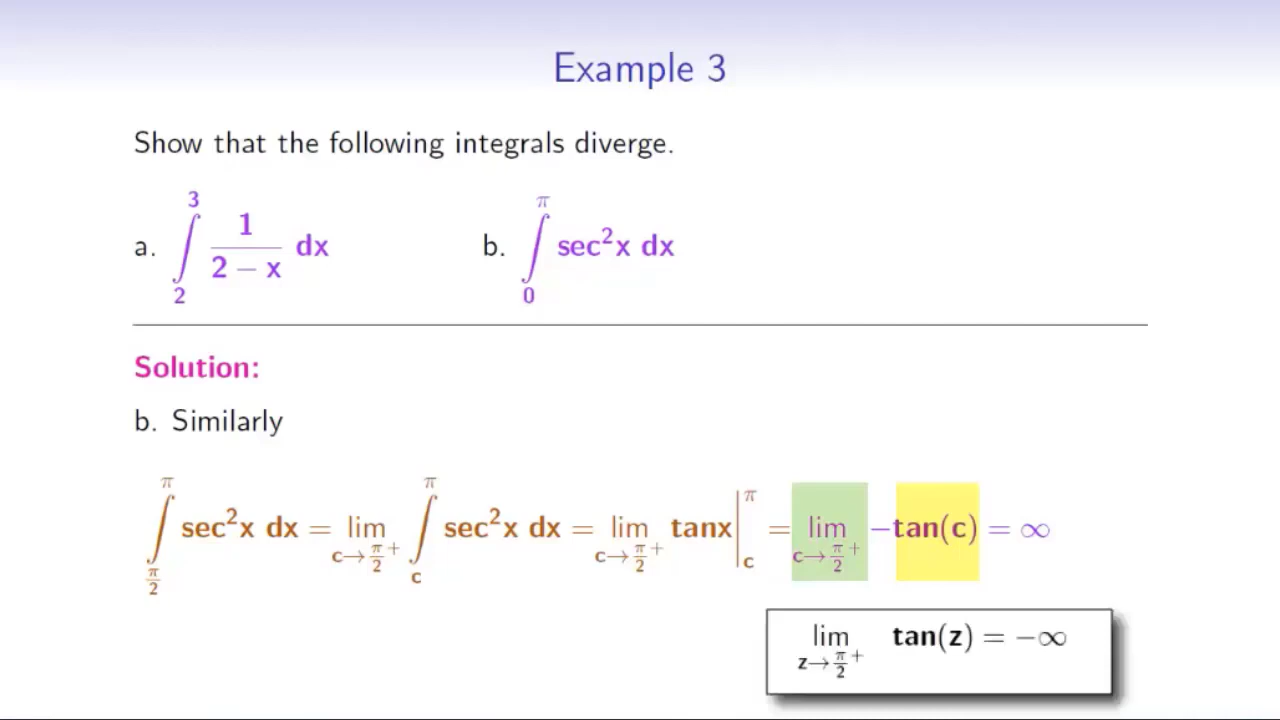 Example 3
Show that the following integrals diverge.
a. ∫₂³ 1/(2 − x) dx b. ∫₀^π sec²x dx
Solution:
b. Similarly
∫_{π/2}^π sec²x dx = lim_{c→π/2⁺} ∫_c^π sec²x dx = lim_{c→π/2⁺} tanx |_c^π = lim_{c→π/2⁺} −tan(c) = ∞
lim_{z→π/2⁺} tan(z) = −∞